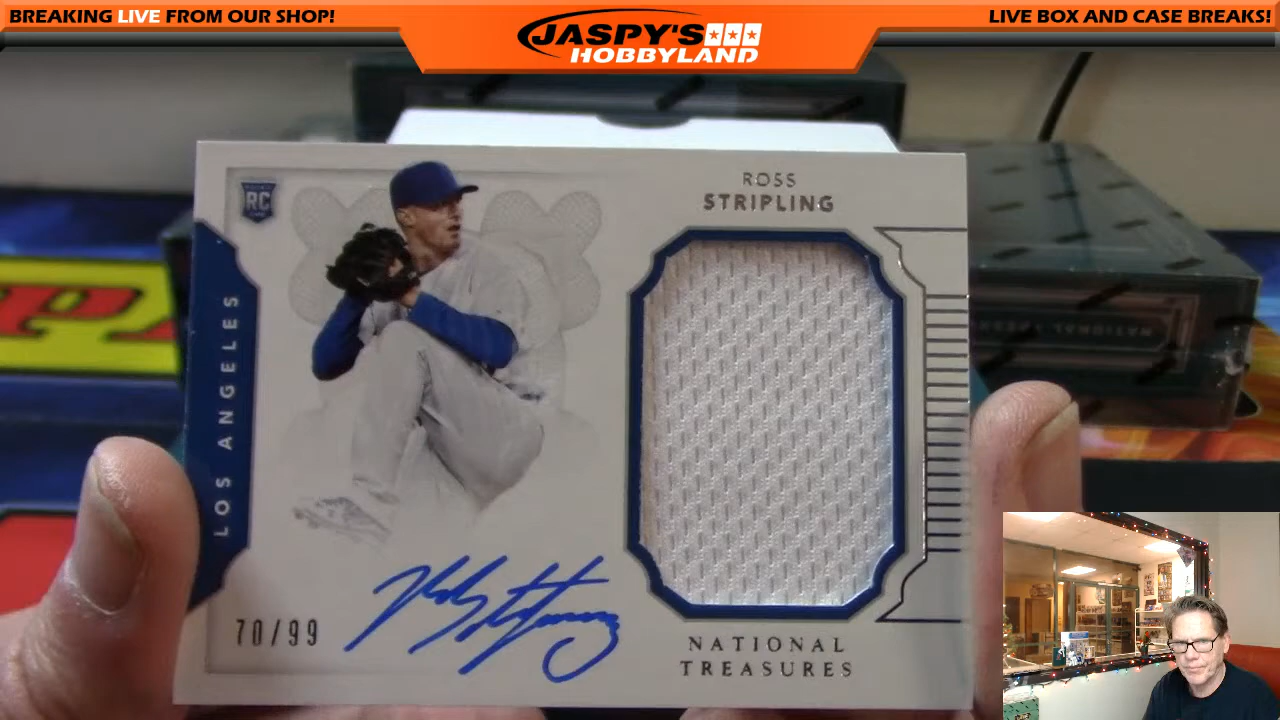 BREAKING LIVE FROM OUR SHOP!
JASPY'S
HOBBYLAND
LIVE BOX AND CASE BREAKS!
RC
ROSS
STRIPLING
LOS ANGELES
70/99
NATIONAL
TREASURES